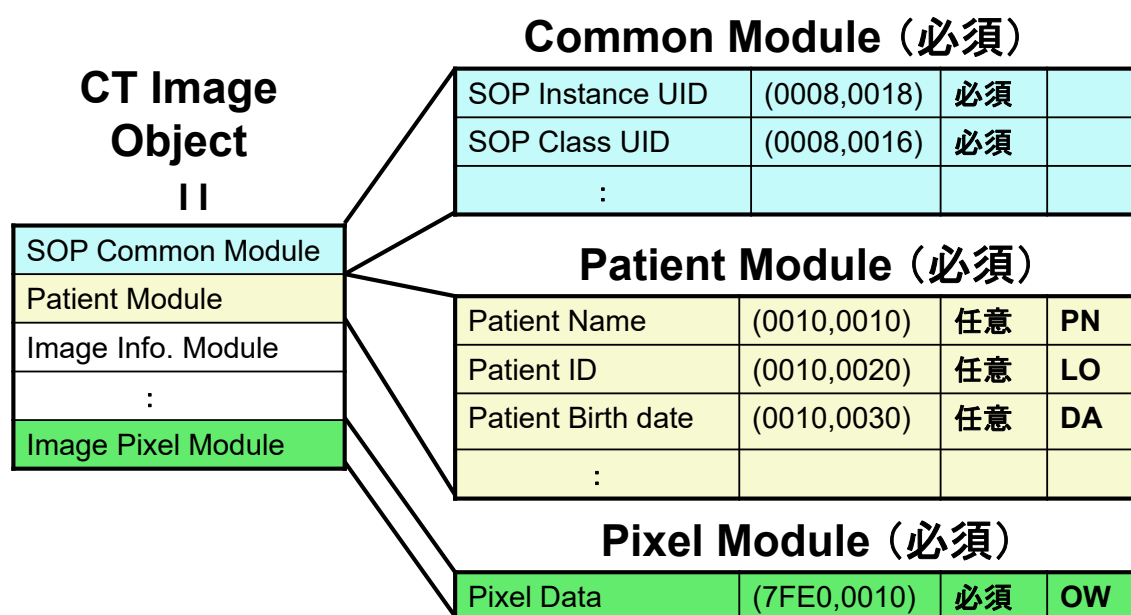 CT Image
Object
=
SOP Common Module
Patient Module
Image Info. Module
:
Image Pixel Module
Common Module（必須）
SOP Instance UID (0008,0018) 必須
SOP Class UID (0008,0016) 必須
:
Patient Module（必須）
Patient Name (0010,0010) 任意 PN
Patient ID (0010,0020) 任意 LO
Patient Birth date (0010,0030) 任意 DA
:
Pixel Module（必須）
Pixel Data (7FE0,0010) 必須 OW